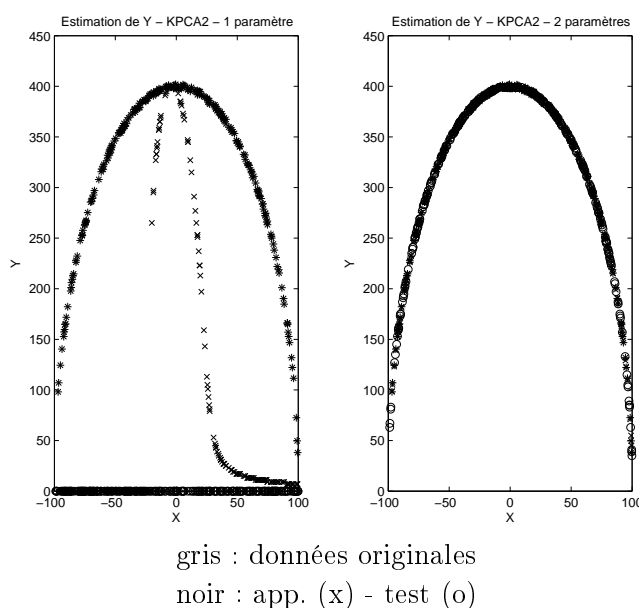 Estimation de Y − KPCA2 − 1 paramètre
450
400
350
300
250
200
150
100
50
0
−100 −50 0 50 100
Y
X
Estimation de Y − KPCA2 − 2 paramètres
450
400
350
300
250
200
150
100
50
0
−100 −50 0 50 100
Y
X
gris : données originales
noir : app. (x) - test (o)